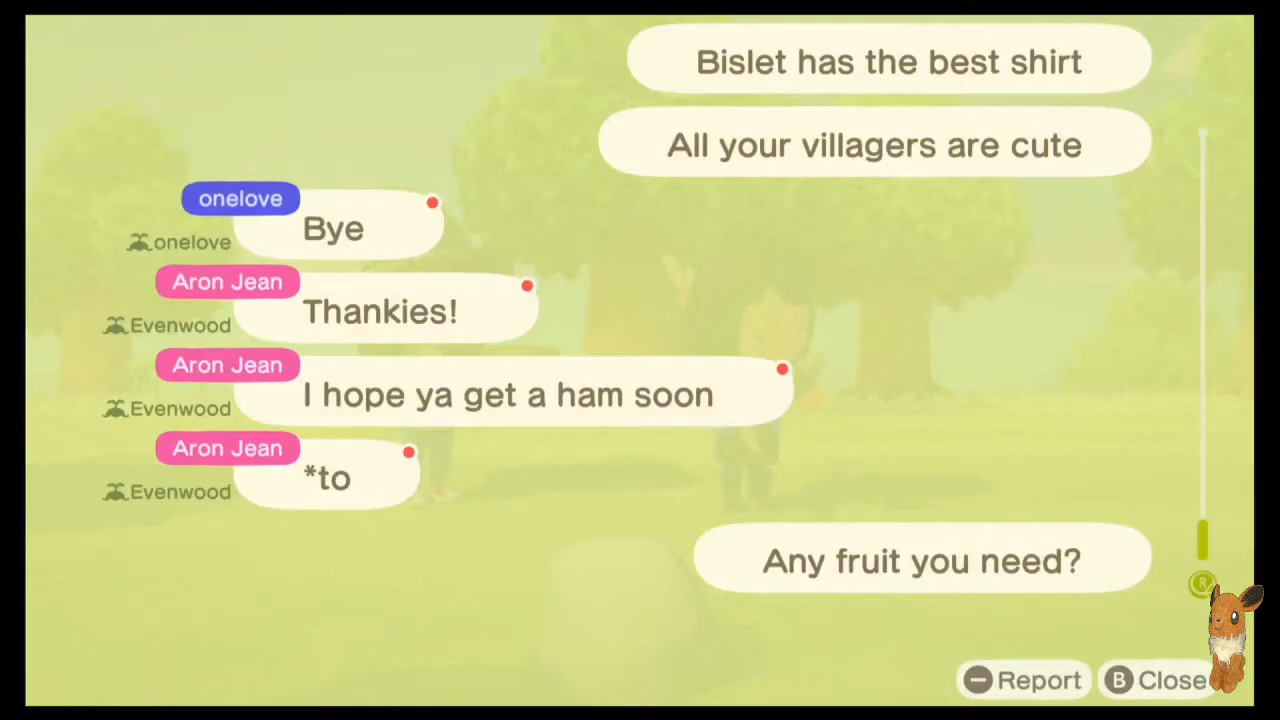 Bislet has the best shirt
All your villagers are cute
onelove
Bye
onelove
Aron Jean
Thankies!
Evenwood
Aron Jean
I hope ya get a ham soon
Evenwood
Aron Jean
*to
Evenwood
Any fruit you need?
R
Report
B Close